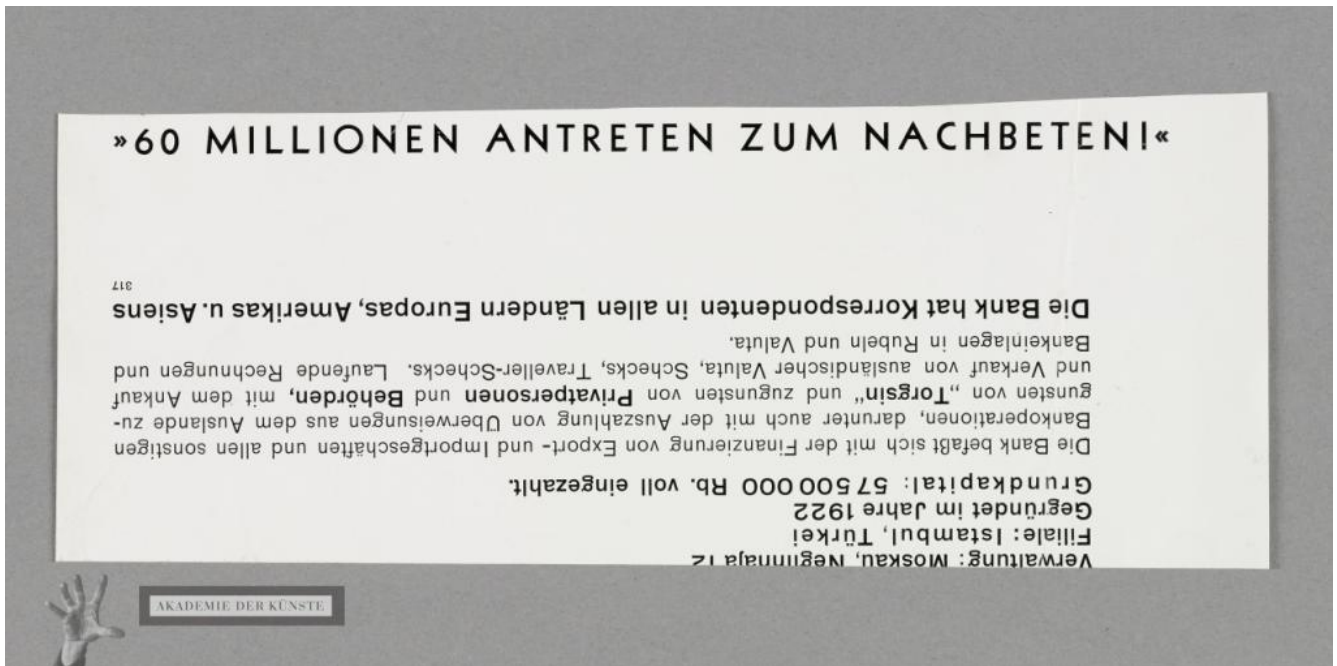 »60 MILLIONEN ANTRETEN ZUM NACHBETEN!«
Verwaltung: Moskau, Neglinnaja 12
Filiale: Istambul, Türkei
Gegründet im Jahre 1922
Grundkapital: 57 500 000 Rb. voll eingezahlt.
Die Bank befaßt sich mit der Finanzierung von Export- und Importgeschäften und allen sonstigen
Bankoperationen, darunter auch mit der Auszahlung von Überweisungen aus dem Auslande zu-
gunsten von „Torgsin“ und zugunsten von Privatpersonen und Behörden, mit dem Ankauf
und Verkauf von ausländischer Valuta, Schecks, Traveller-Schecks. Laufende Rechnungen und
Bankeinlagen in Rubeln und Valuta.
Die Bank hat Korrespondenten in allen Ländern Europas, Amerikas u. Asiens
317
AKADEMIE DER KÜNSTE